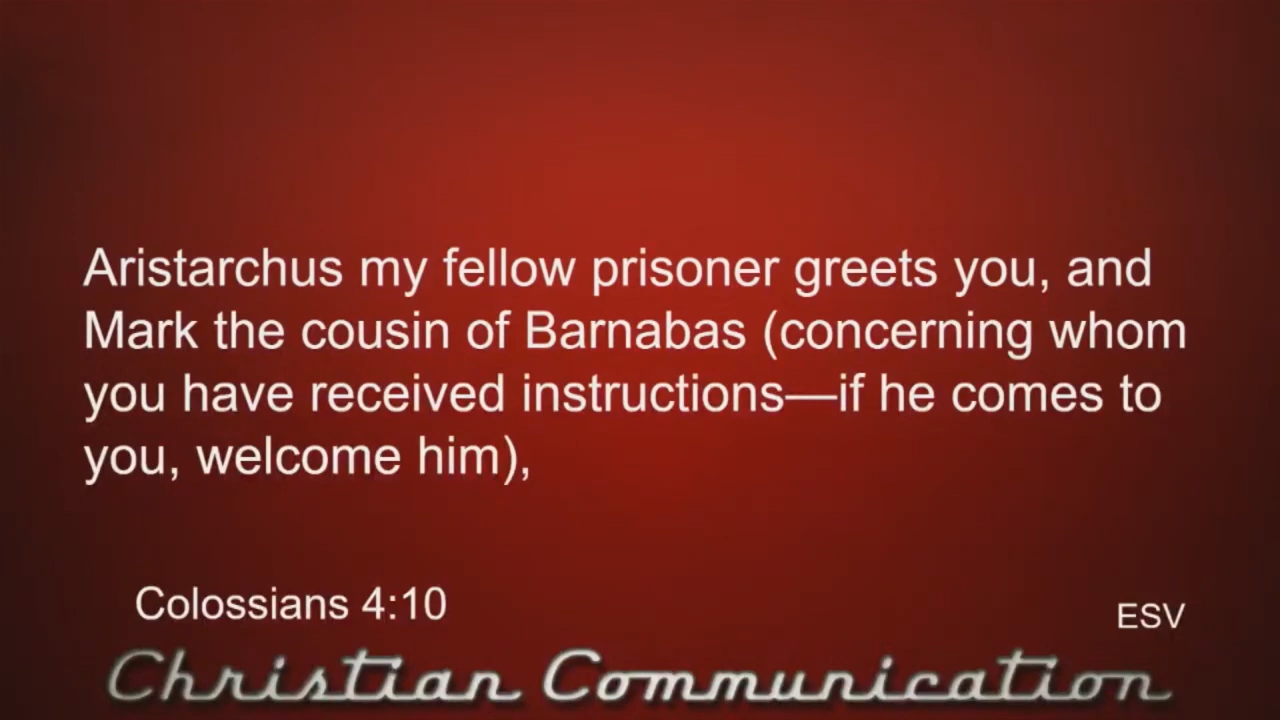 Aristarchus my fellow prisoner greets you, and
Mark the cousin of Barnabas (concerning whom
you have received instructions—if he comes to
you, welcome him),
Colossians 4:10
ESV
Christian Communication